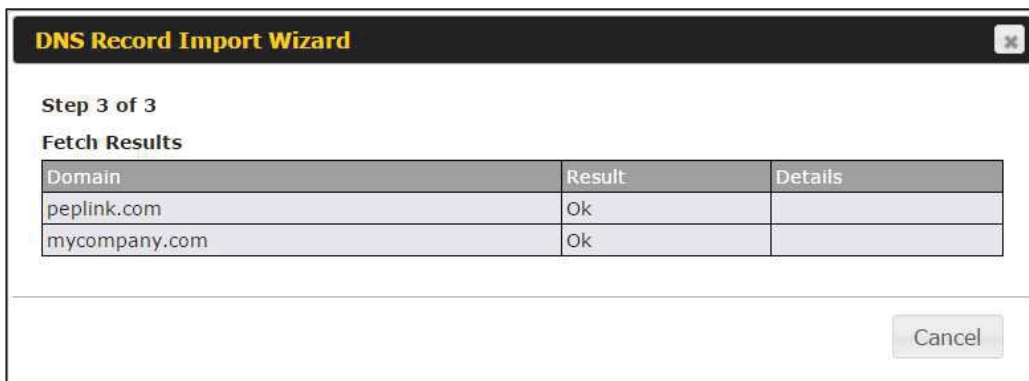 DNS Record Import Wizard
Step 3 of 3
Fetch Results
Domain Result Details
peplink.com Ok
mycompany.com Ok
Cancel